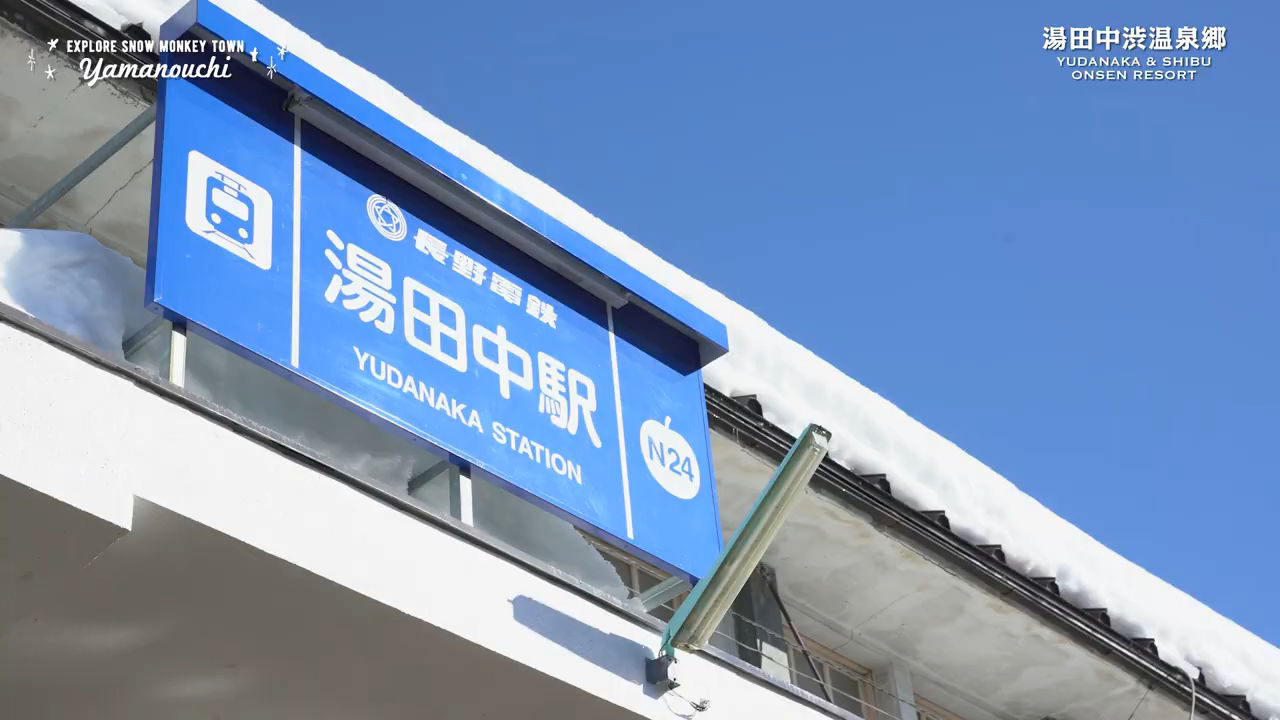 EXPLORE SNOW MONKEY TOWN
Yamanouchi
湯田中渋温泉郷
YUDANAKA & SHIBU
ONSEN RESORT
長野電鉄
湯田中駅
YUDANAKA STATION
N24